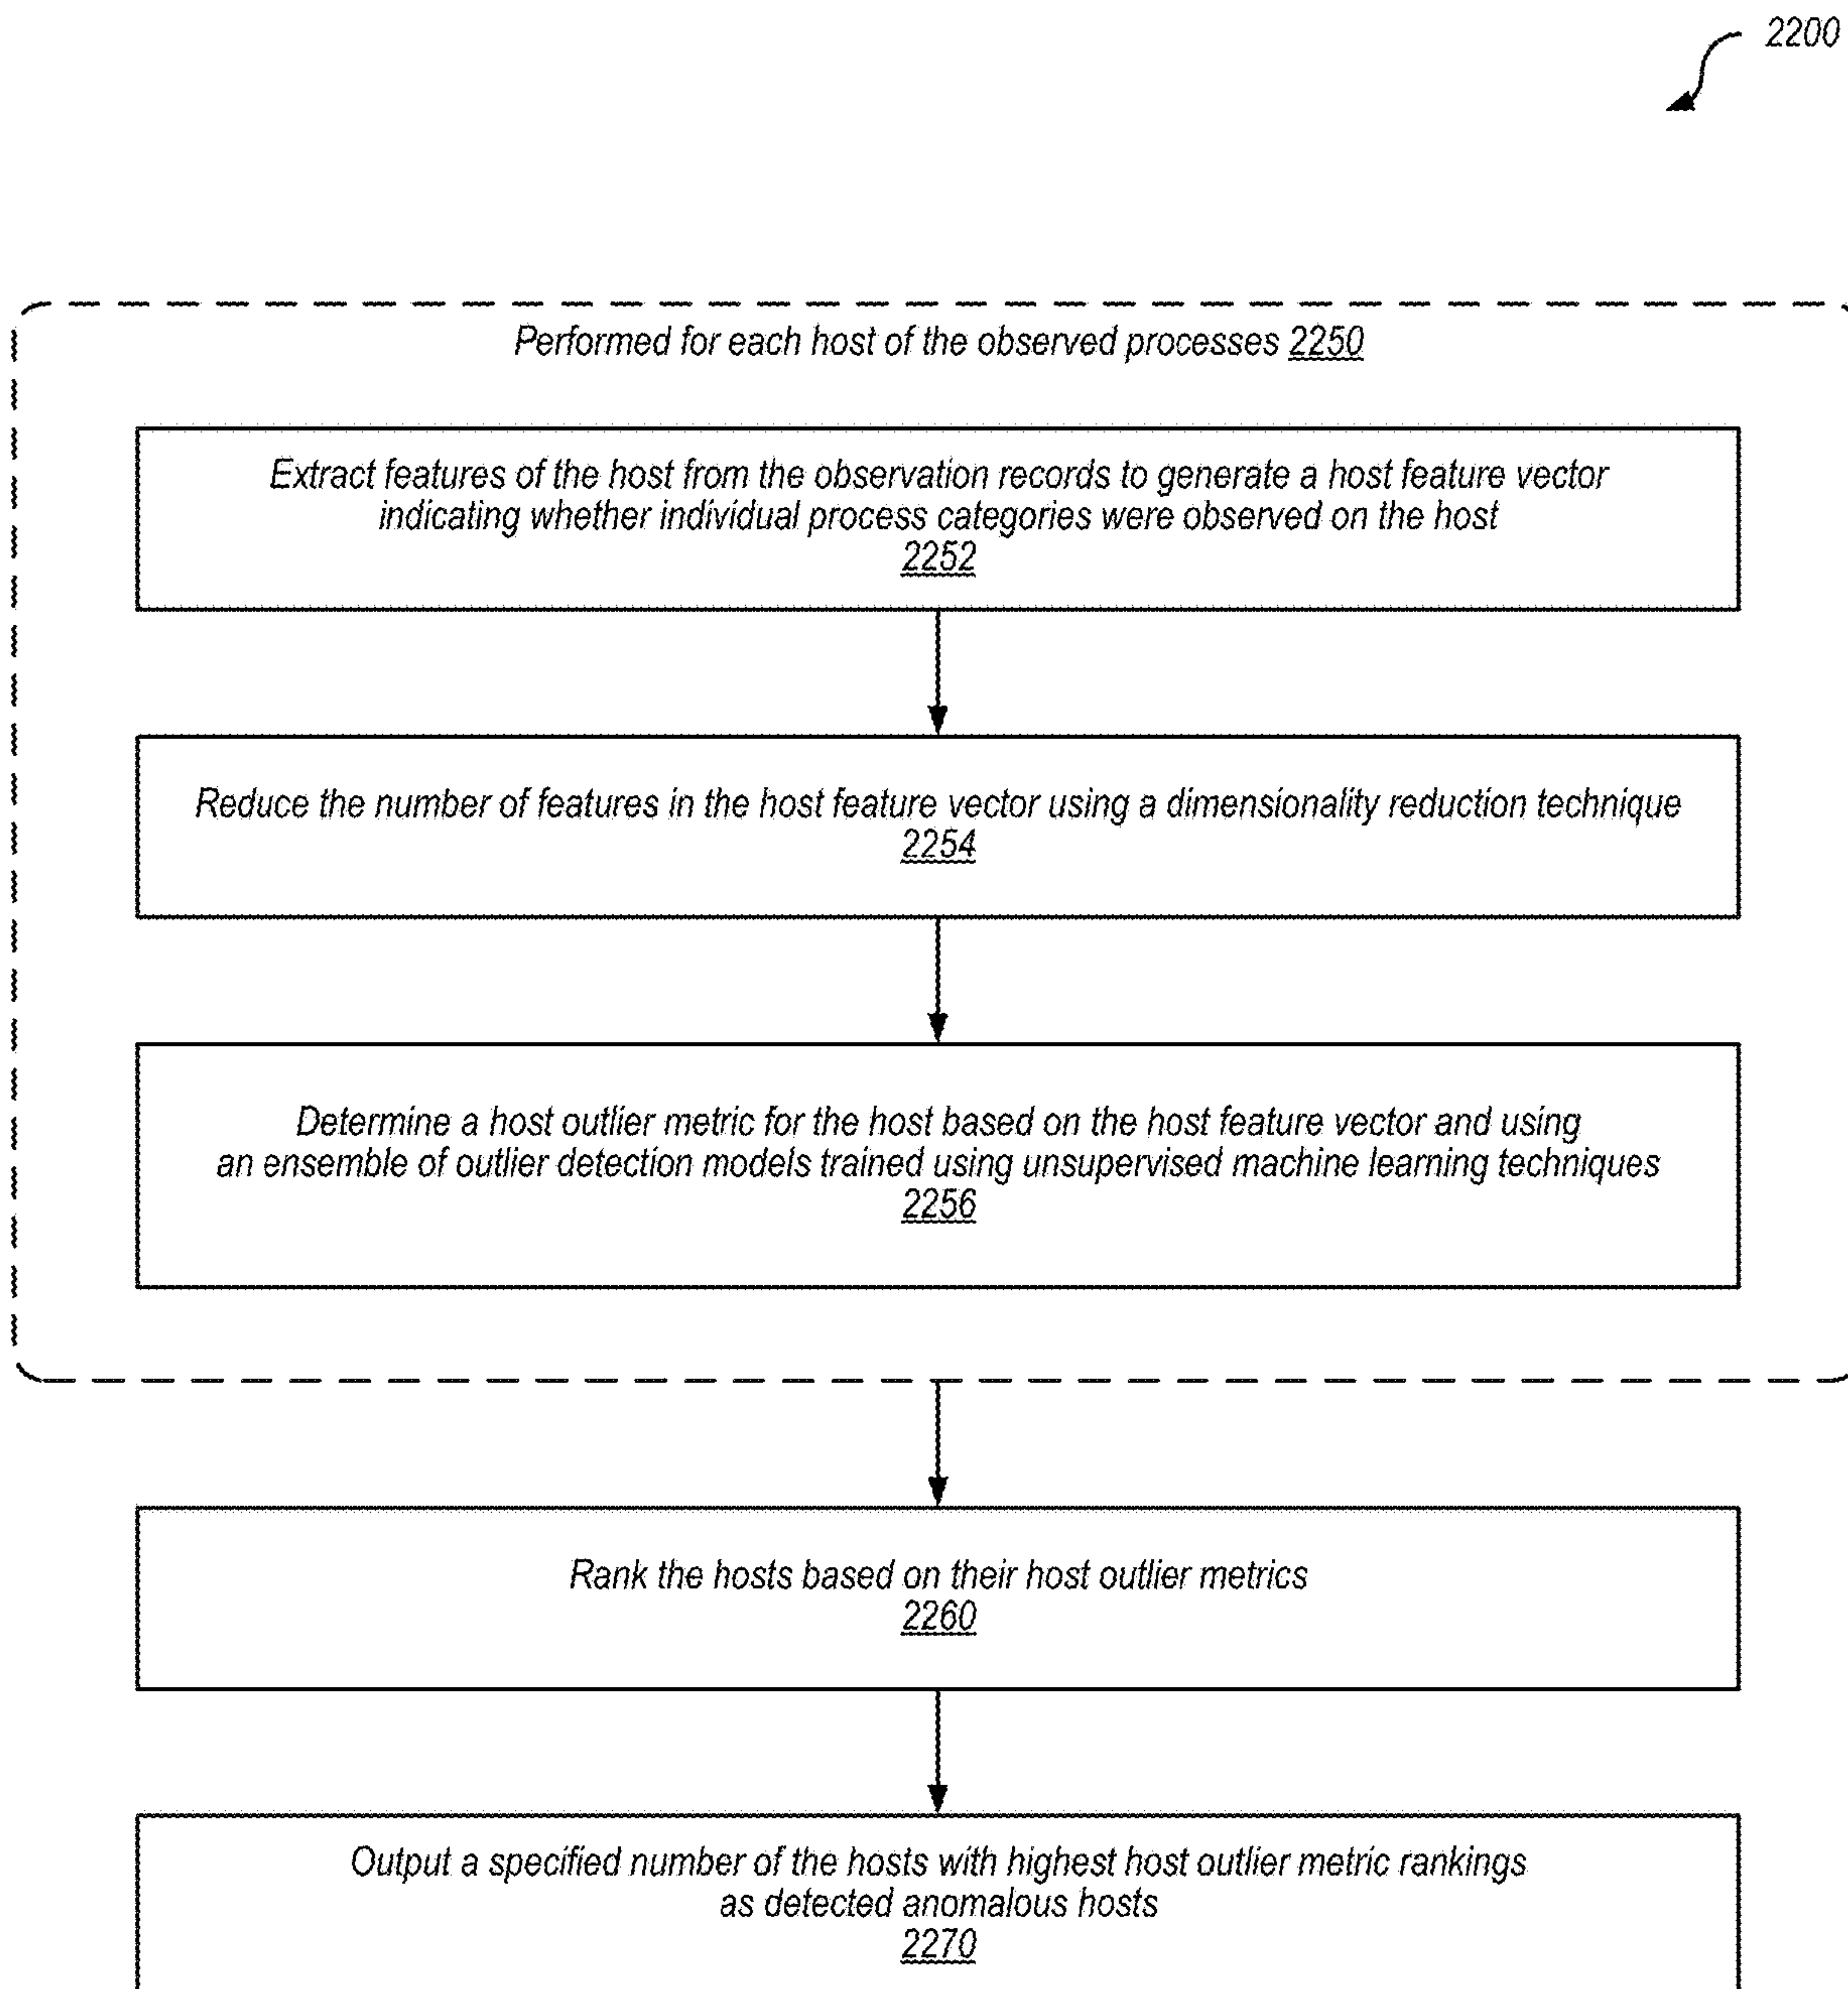 2200
Performed for each host of the observed processes 2250
Extract features of the host from the observation records to generate a host feature vector
indicating whether individual process categories were observed on the host
2252
Reduce the number of features in the host feature vector using a dimensionality reduction technique
2254
Determine a host outlier metric for the host based on the host feature vector and using
an ensemble of outlier detection models trained using unsupervised machine learning techniques
2256
Rank the hosts based on their host outlier metrics
2260
Output a specified number of the hosts with highest host outlier metric rankings
as detected anomalous hosts
2270